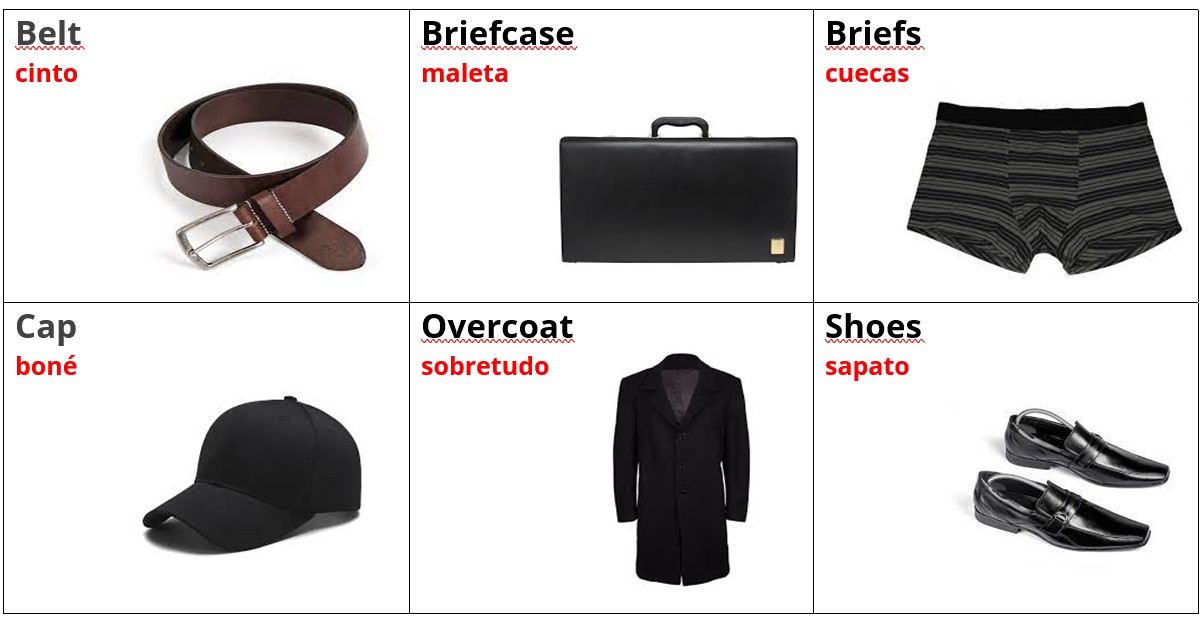 Belt
cinto
Briefcase
maleta
Briefs
cuecas
Cap
boné
Overcoat
sobretudo
Shoes
sapato